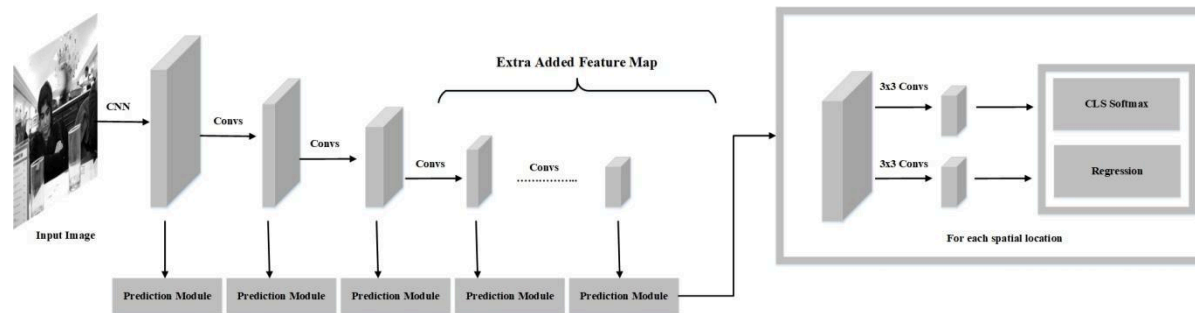 Extra Added Feature Map
CNN
Convs
Convs
Convs
Convs
Input Image
Prediction Module
Prediction Module
Prediction Module
Prediction Module
Prediction Module
3x3 Convs
CLS Softmax
3x3 Convs
Regression
For each spatial location